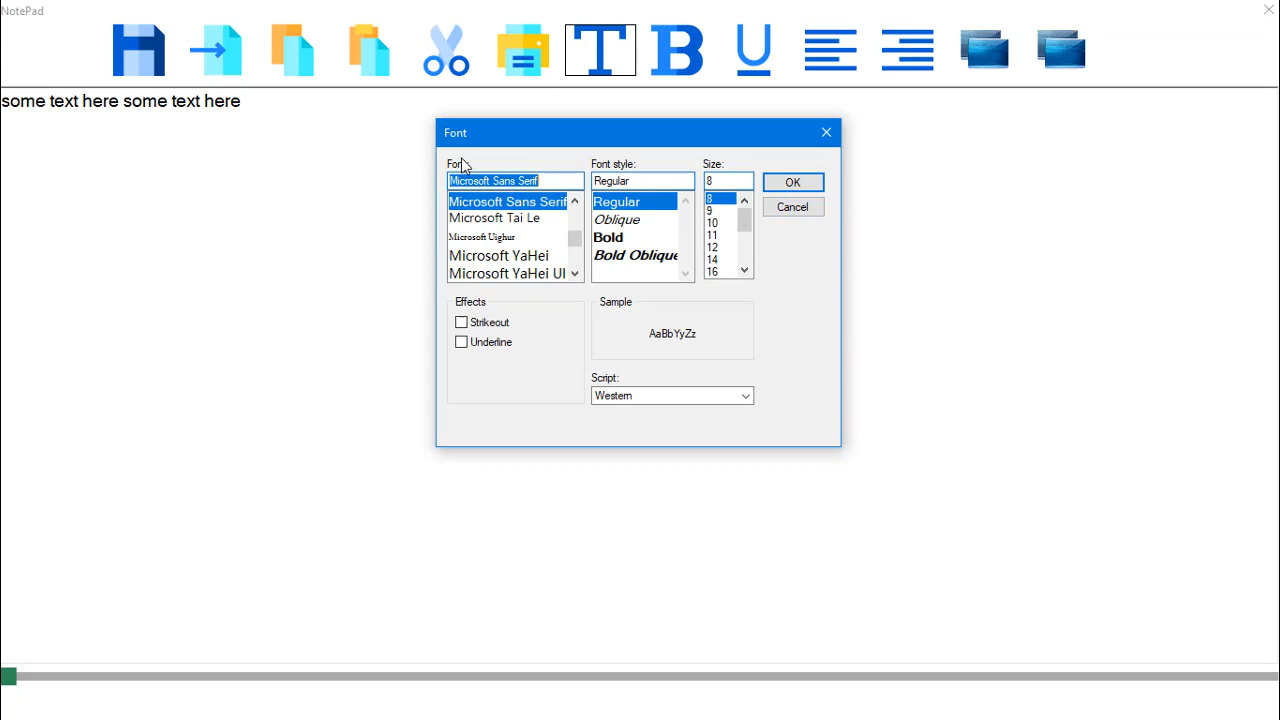 NotePad
some text here some text here
Font
Font: Font style: Size:
Microsoft Sans Serif Regular 8 OK
Microsoft Sans Serif Regular 8
Microsoft Tai Le Oblique 9 Cancel
Microsoft Uighur Bold 10
Microsoft YaHei Bold Oblique 11
Microsoft YaHei UI 12
14
16
Effects Sample
Strikeout AaBbYyZz
Underline
Script:
Western